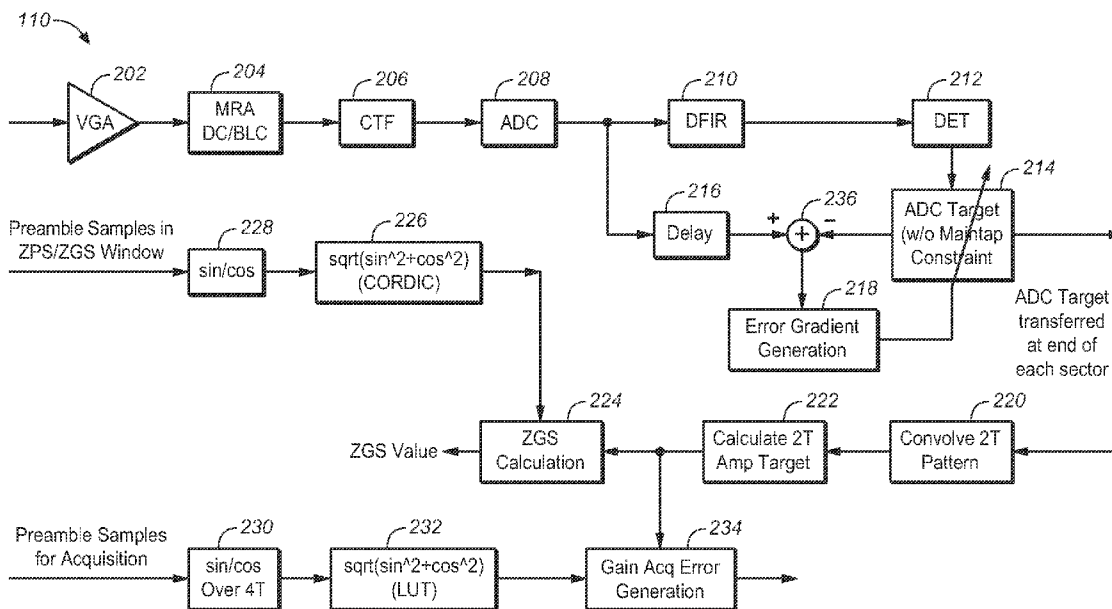 110
202
204
206
208
210
212
VGA
MRA
DC/BLC
CTF
ADC
DFIR
DET
214
216
236
Delay
+
+
−
ADC Target
(w/o Maintap
Constraint
Preamble Samples in
ZPS/ZGS Window
228
226
sin/cos
sqrt(sin^2+cos^2)
(CORDIC)
218
Error Gradient
Generation
ADC Target
transferred
at end of
each sector
224
222
220
ZGS Value
ZGS
Calculation
Calculate 2T
Amp Target
Convolve 2T
Pattern
Preamble Samples
for Acquisition
230
232
234
sin/cos
Over 4T
sqrt(sin^2+cos^2)
(LUT)
Gain Acq Error
Generation